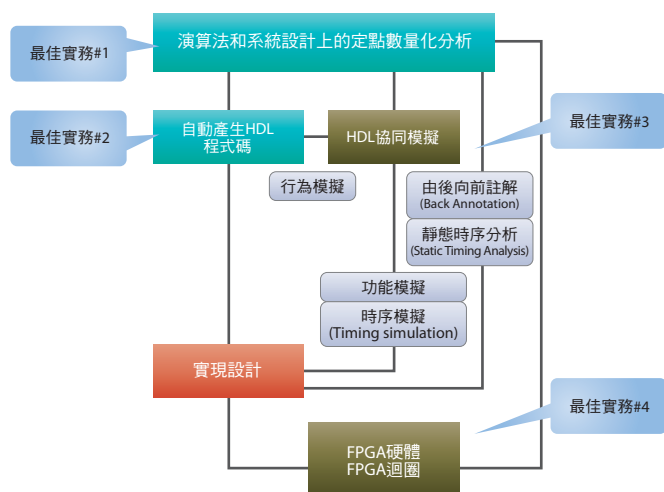 最佳實務#1
演算法和系統設計上的定點數量化分析
最佳實務#2
自動產生HDL
程式碼
HDL協同模擬
最佳實務#3
行為模擬
由後向前註解
(Back Annotation)
靜態時序分析
(Static Timing Analysis)
功能模擬
時序模擬
(Timing simulation)
實現設計
最佳實務#4
FPGA硬體
FPGA迴圈